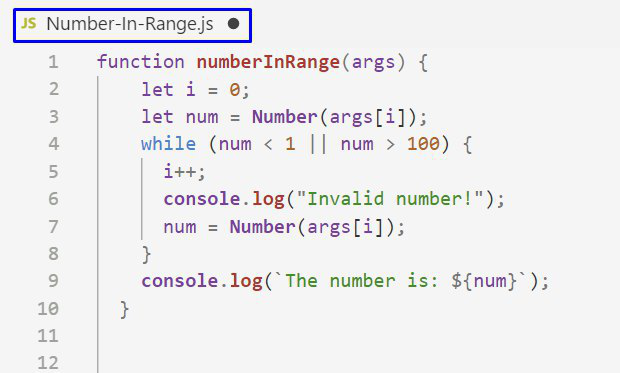 JS Number-In-Range.js
1 function numberInRange(args) {
2 let i = 0;
3 let num = Number(args[i]);
4 while (num < 1 || num > 100) {
5 i++;
6 console.log("Invalid number!");
7 num = Number(args[i]);
8 }
9 console.log(`The number is: ${num}`);
10 }
11
12